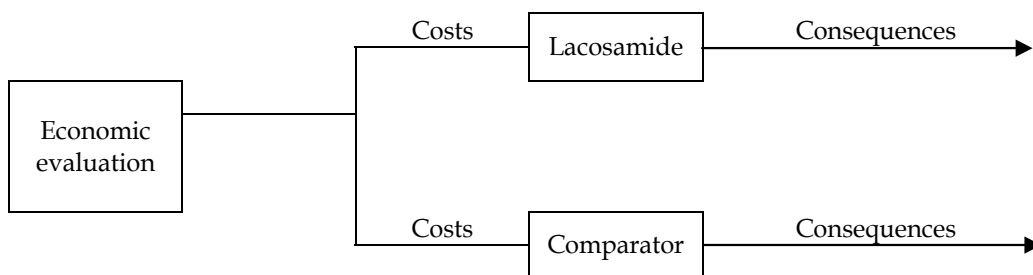 Costs
Lacosamide
Consequences
Economic
evaluation
Costs
Comparator
Consequences